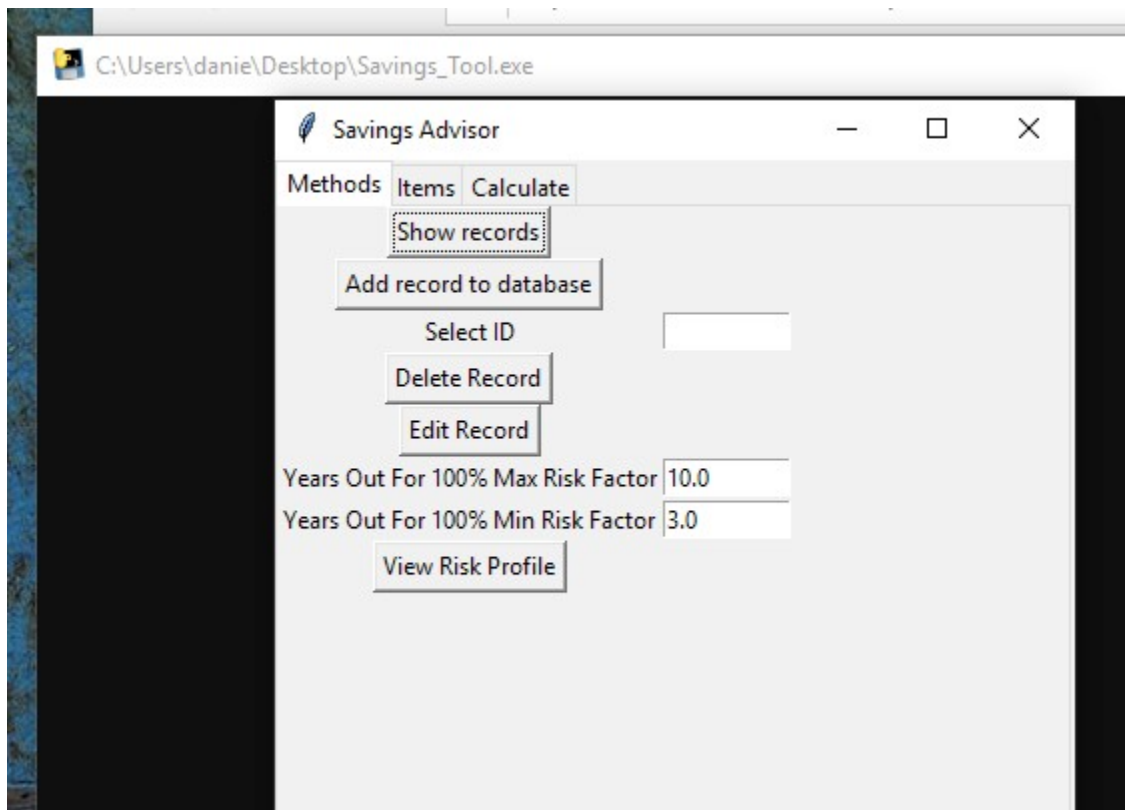 C:\Users\danie\Desktop\Savings_Tool.exe
Savings Advisor
Methods Items Calculate
Show records
Add record to database
Select ID
Delete Record
Edit Record
Years Out For 100% Max Risk Factor 10.0
Years Out For 100% Min Risk Factor 3.0
View Risk Profile